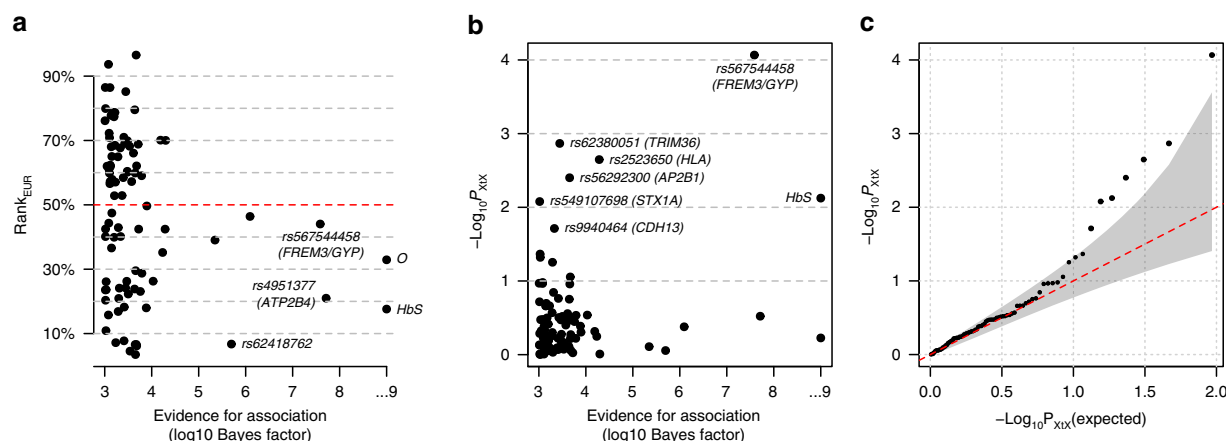 a
Rank_EUR
90%
70%
50%
30%
10%
rs567544458
(FREM3/GYP)
O
rs4951377
(ATP2B4)
HbS
rs62418762
3 4 5 6 7 8 ...9
Evidence for association
(log10 Bayes factor)
b
−Log10 P_XtX
4
3
2
1
0
rs567544458
(FREM3/GYP)
rs62380051 (TRIM36)
rs2523650 (HLA)
rs56292300 (AP2B1)
rs549107698 (STX1A)
HbS
rs9940464 (CDH13)
3 4 5 6 7 8 ...9
Evidence for association
(log10 Bayes factor)
c
−Log10 P_XtX
4
3
2
1
0
0.0 0.5 1.0 1.5 2.0
−Log10P_XtX(expected)